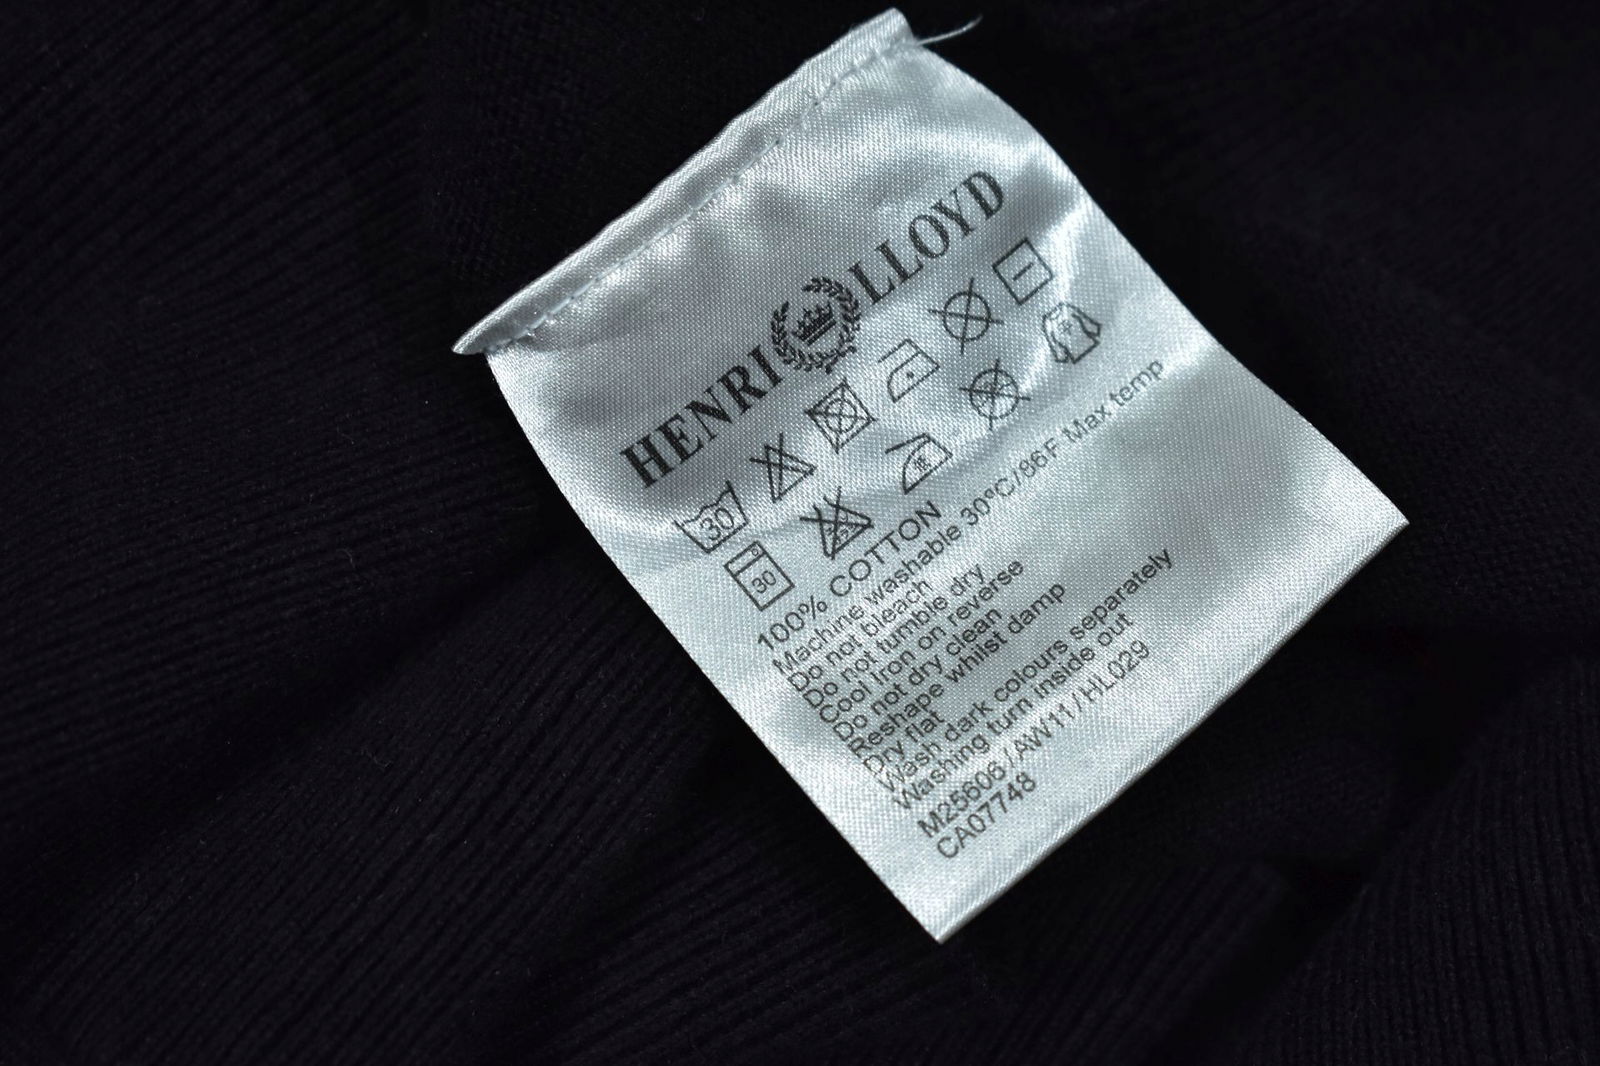 HENRI LLOYD
30
30
100% COTTON
Machine washable 30°C/86F Max temp
Do not bleach
Do not tumble dry
Cool Iron on reverse
Do not dry clean
Reshape whilst damp
Dry flat
Wash dark colours separately
Washing turn inside out
M25606/AW11/HL029
CA07748